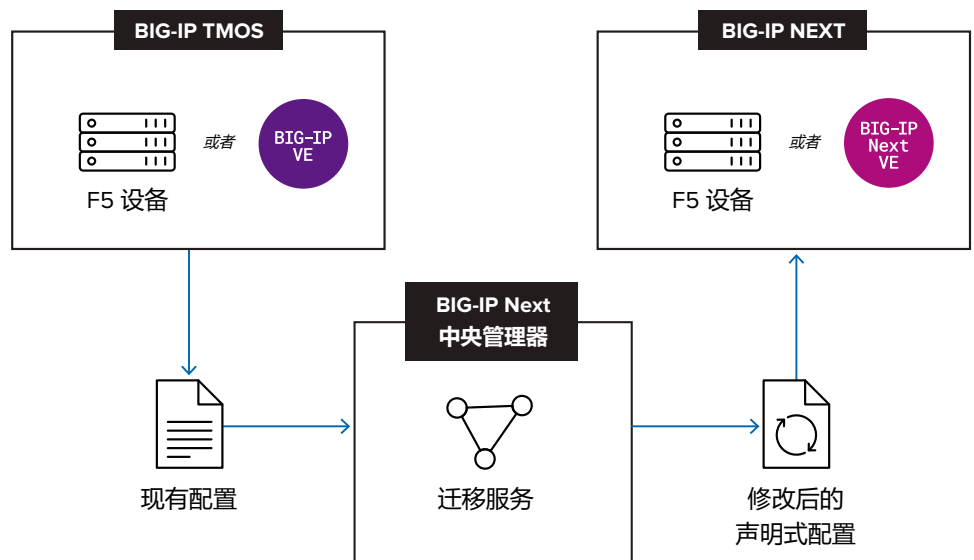 BIG-IP TMOS
或者
BIG-IP
VE
F5 设备
BIG-IP NEXT
或者
BIG-IP
Next
VE
F5 设备
BIG-IP Next
中央管理器
现有配置
迁移服务
修改后的
声明式配置